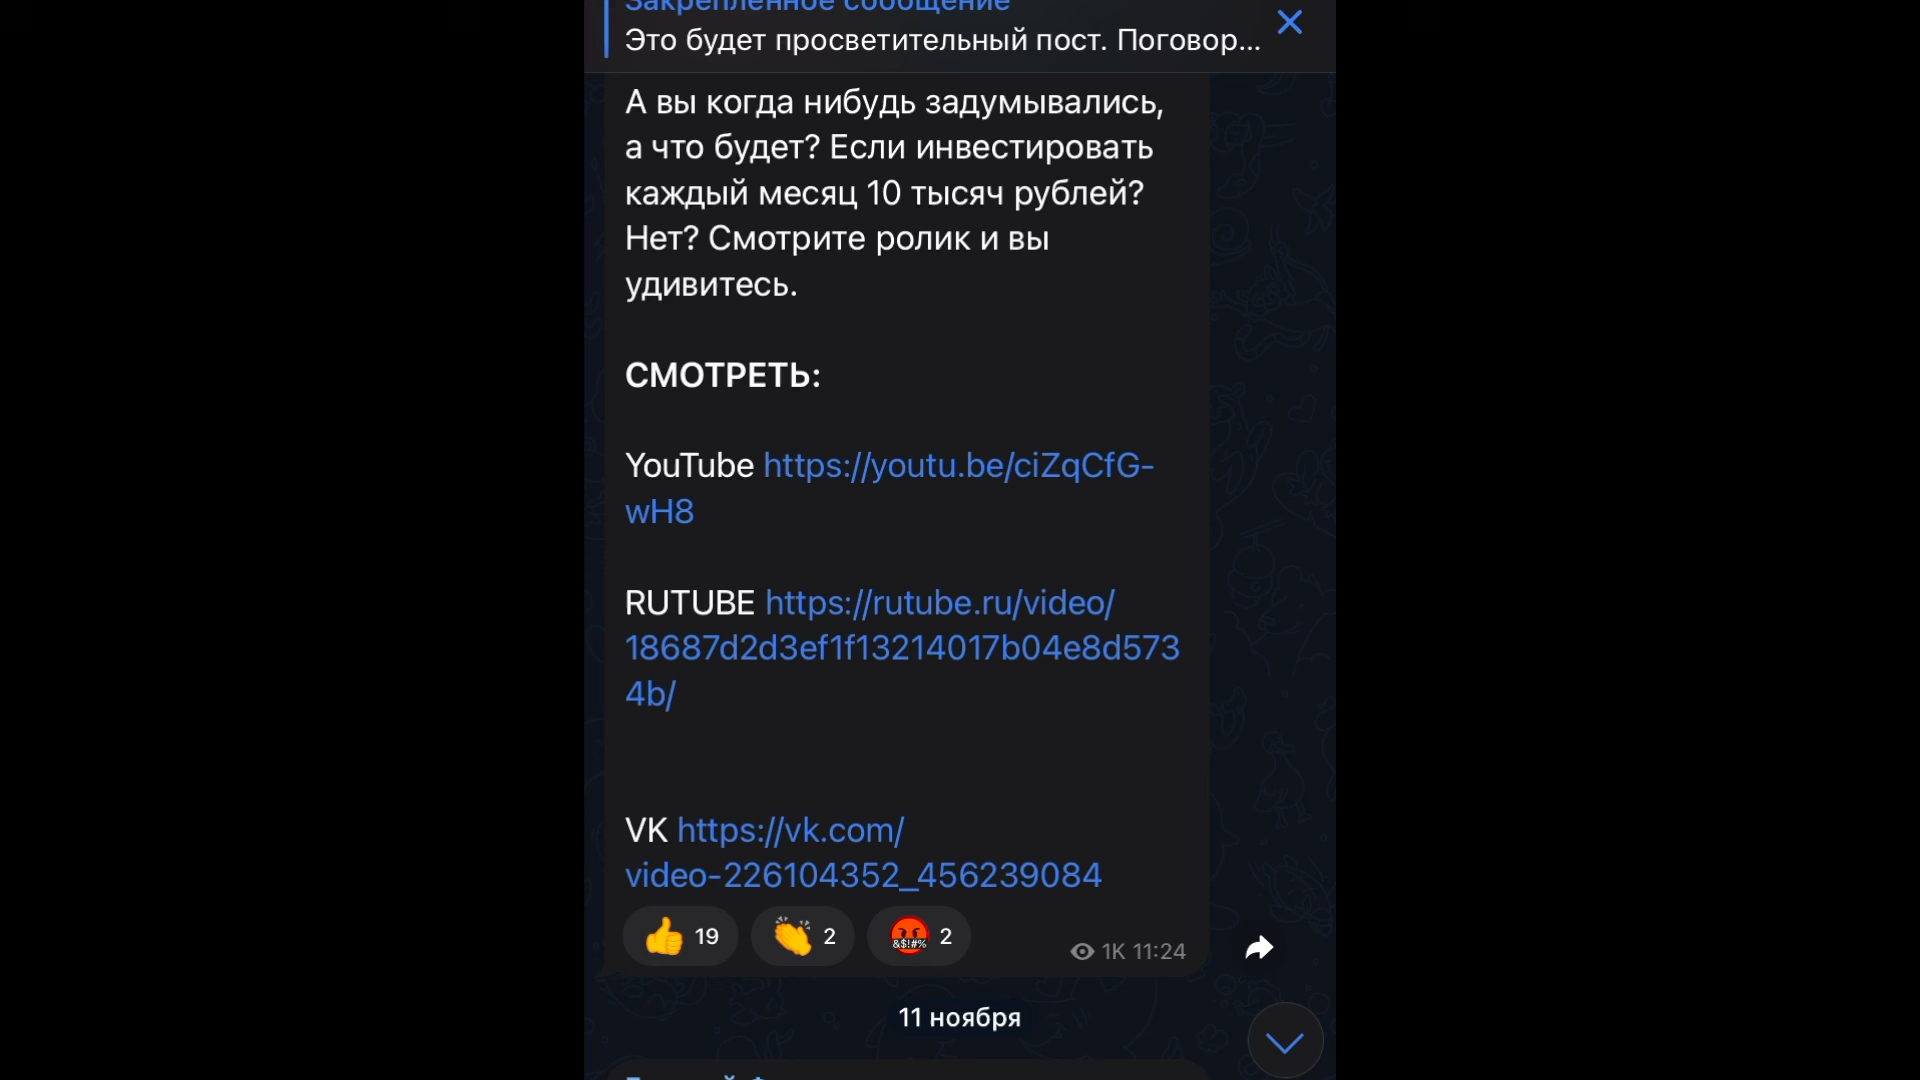 Закрепленное сообщение
Это будет просветительный пост. Поговор...
А вы когда нибудь задумывались,
а что будет? Если инвестировать
каждый месяц 10 тысяч рублей?
Нет? Смотрите ролик и вы
удивитесь.
СМОТРЕТЬ:
YouTube https://youtu.be/ciZqCfG-
wH8
RUTUBE https://rutube.ru/video/
18687d2d3ef1f13214017b04e8d573
4b/
VK https://vk.com/
video-226104352_456239084
19 2 &$!#% 2
1K 11:24
11 ноября